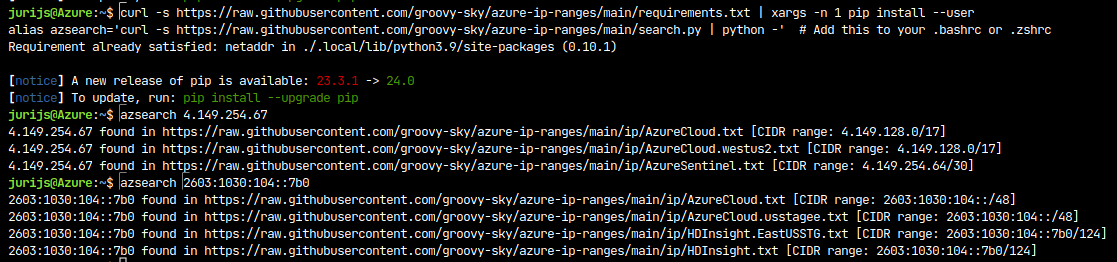 jurijs@Azure:~$ curl -s https://raw.githubusercontent.com/groovy-sky/azure-ip-ranges/main/requirements.txt | xargs -n 1 pip install --user
alias azsearch='curl -s https://raw.githubusercontent.com/groovy-sky/azure-ip-ranges/main/search.py | python -'  # Add this to your .bashrc or .zshrc
Requirement already satisfied: netaddr in ./.local/lib/python3.9/site-packages (0.10.1)
[notice] A new release of pip is available: 23.3.1 -> 24.0
[notice] To update, run: pip install --upgrade pip
jurijs@Azure:~$ azsearch 4.149.254.67
4.149.254.67 found in https://raw.githubusercontent.com/groovy-sky/azure-ip-ranges/main/ip/AzureCloud.txt [CIDR range: 4.149.128.0/17]
4.149.254.67 found in https://raw.githubusercontent.com/groovy-sky/azure-ip-ranges/main/ip/AzureCloud.westus2.txt [CIDR range: 4.149.128.0/17]
4.149.254.67 found in https://raw.githubusercontent.com/groovy-sky/azure-ip-ranges/main/ip/AzureSentinel.txt [CIDR range: 4.149.254.64/30]
jurijs@Azure:~$ azsearch 2603:1030:104::7b0
2603:1030:104::7b0 found in https://raw.githubusercontent.com/groovy-sky/azure-ip-ranges/main/ip/AzureCloud.txt [CIDR range: 2603:1030:104::/48]
2603:1030:104::7b0 found in https://raw.githubusercontent.com/groovy-sky/azure-ip-ranges/main/ip/AzureCloud.usstagee.txt [CIDR range: 2603:1030:104::/48]
2603:1030:104::7b0 found in https://raw.githubusercontent.com/groovy-sky/azure-ip-ranges/main/ip/HDInsight.EastUSSTG.txt [CIDR range: 2603:1030:104::7b0/124]
2603:1030:104::7b0 found in https://raw.githubusercontent.com/groovy-sky/azure-ip-ranges/main/ip/HDInsight.txt [CIDR range: 2603:1030:104::7b0/124]